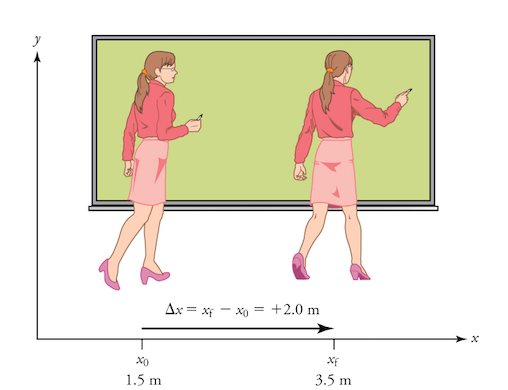 y
Δx = xf − x0 = +2.0 m
x
x0 xf
1.5 m 3.5 m